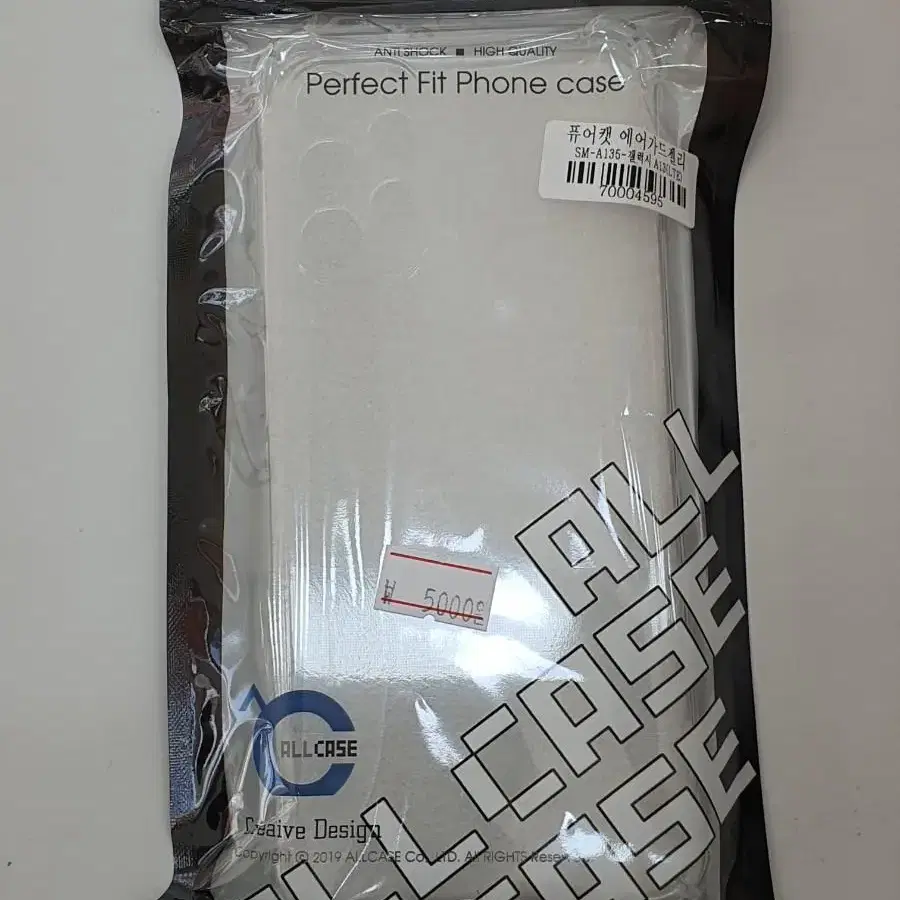 ANTI SHOCK ■ HIGH QUALITY
Perfect Fit Phone case
퓨어캣 에어가드젤리
SM-A135-갤럭시 A13(LTE)
70004595
₩ 5000원
ALL
CASE
ALLCASE
ALL CASE
Creaive Design
Copyright © 2019 ALLCASE Co., LTD. All RIGHTS Reser